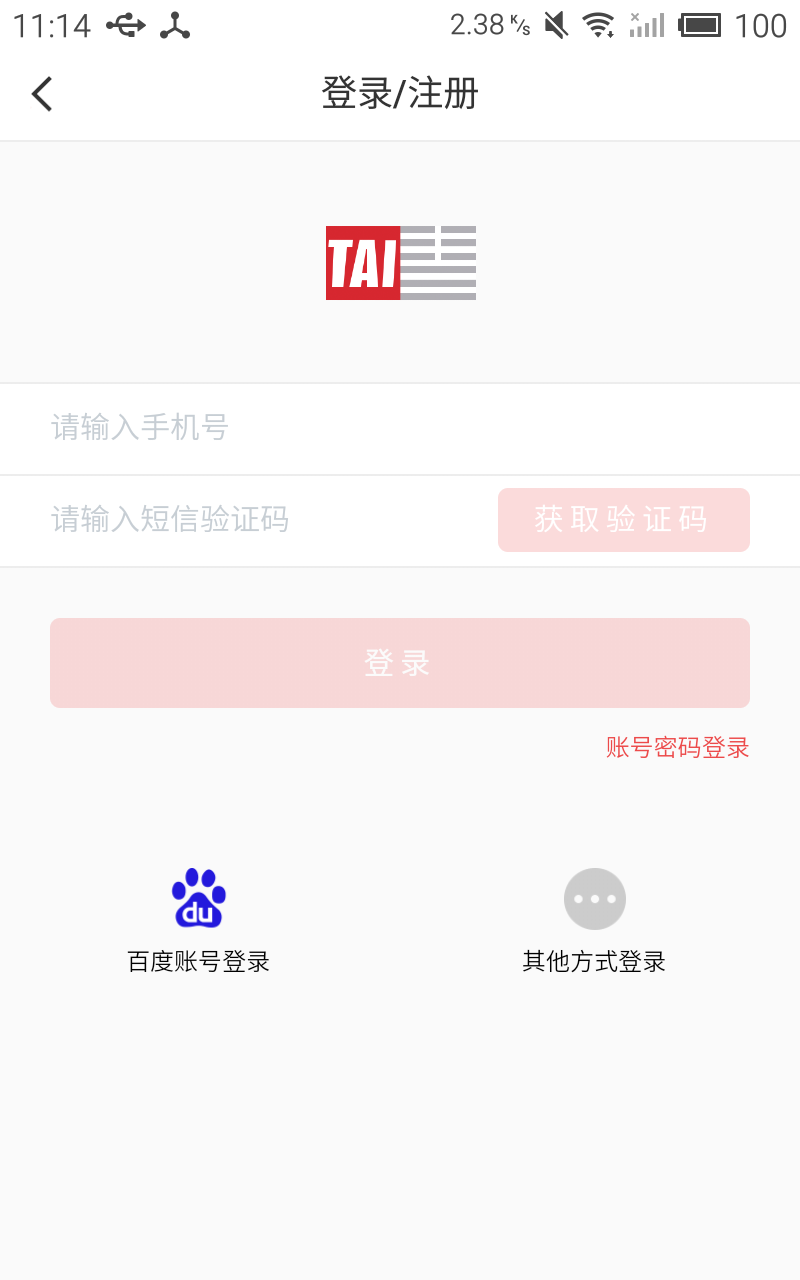 11:14
2.38 K/s
100
登录/注册
TAI
请输入手机号
请输入短信验证码
获取验证码
登录
账号密码登录
du
百度账号登录
其他方式登录